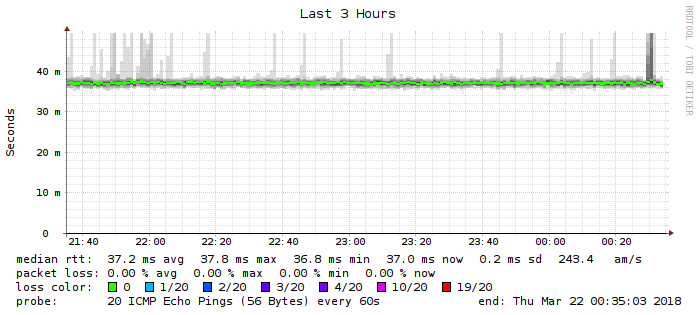 Last 3 Hours
RRDTOOL / TOBI OETIKER
Seconds
40 m
30 m
20 m
10 m
0
21:40 22:00 22:20 22:40 23:00 23:20 23:40 00:00 00:20
median rtt: 37.2 ms avg 37.8 ms max 36.8 ms min 37.0 ms now 0.2 ms sd 243.4 am/s
packet loss: 0.00 % avg 0.00 % max 0.00 % min 0.00 % now
loss color: 0 1/20 2/20 3/20 4/20 10/20 19/20
probe: 20 ICMP Echo Pings (56 Bytes) every 60s end: Thu Mar 22 00:35:03 2018